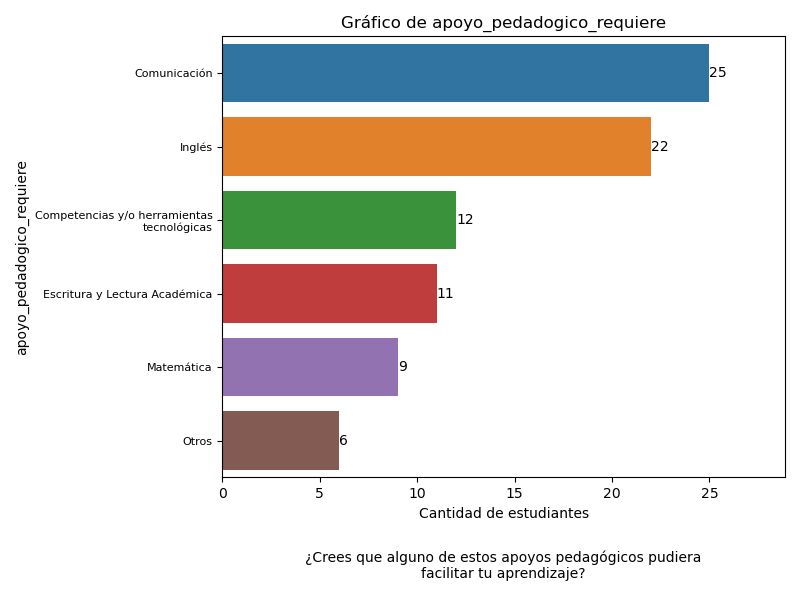 Gráfico de apoyo_pedadogico_requiere
apoyo_pedadogico_requiere
Comunicación
25
Inglés
22
Competencias y/o herramientas
tecnológicas
12
Escritura y Lectura Académica
11
Matemática
9
Otros
6
0 5 10 15 20 25
Cantidad de estudiantes
¿Crees que alguno de estos apoyos pedagógicos pudiera
facilitar tu aprendizaje?